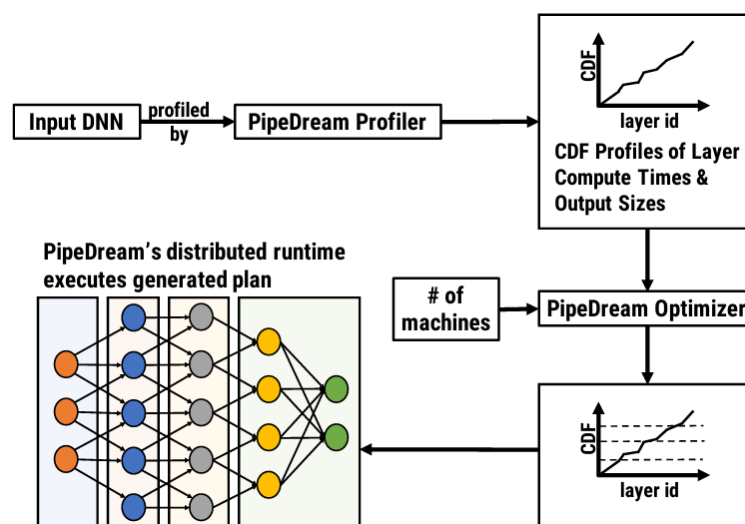 Input DNN
profiled
by
PipeDream Profiler
CDF
layer id
CDF Profiles of Layer
Compute Times &
Output Sizes
PipeDream's distributed runtime
executes generated plan
# of
machines
PipeDream Optimizer
CDF
layer id